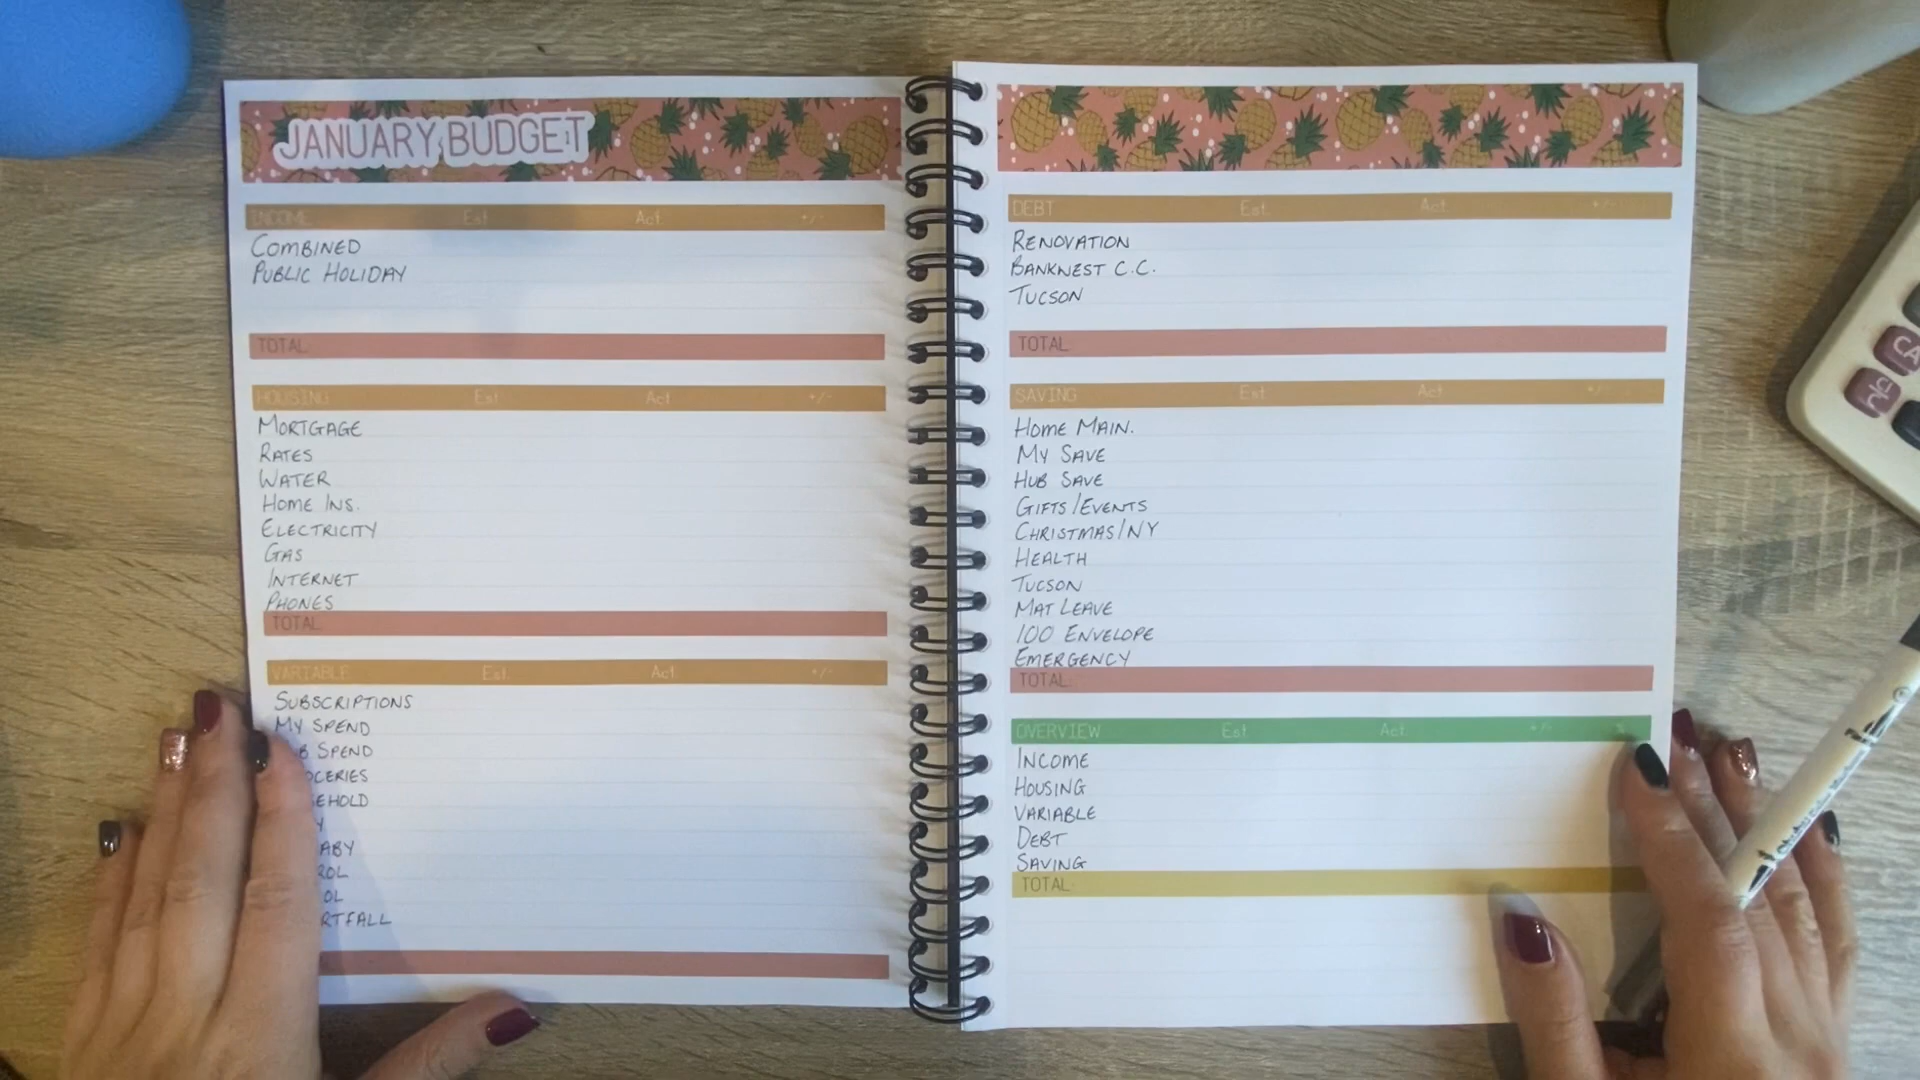 JANUARY BUDGET
INCOME Est. Act. +/-
COMBINED
PUBLIC HOLIDAY
TOTAL
HOUSING Est. Act. +/-
MORTGAGE
RATES
WATER
HOME INS.
ELECTRICITY
GAS
INTERNET
PHONES
TOTAL
VARIABLE Est. Act. +/-
SUBSCRIPTIONS
MY SPEND
SPEND
DEBT Est. Act. +/-
RENOVATION
BANKWEST C.C.
TUCSON
TOTAL
SAVING Est. Act. +/-
HOME MAIN.
MY SAVE
HUB SAVE
GIFTS/EVENTS
CHRISTMAS/NY
HEALTH
TUCSON
MAT LEAVE
100 ENVELOPE
EMERGENCY
TOTAL
OVERVIEW Est. Act. +/- %
INCOME
HOUSING
VARIABLE
DEBT
SAVING
TOTAL
CA